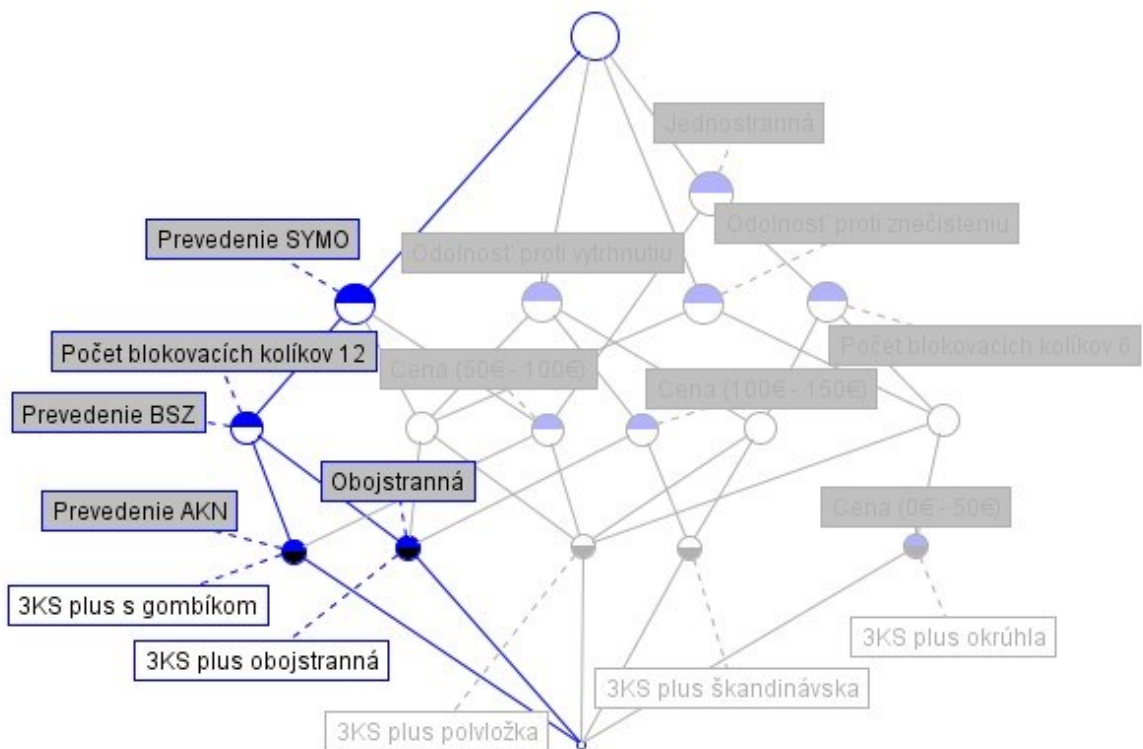 Jednostranná
Prevedenie SYMO
Odolnosť proti vytrhnutiu
Odolnosť proti znečisteniu
Počet blokovacích kolíkov 12
Cena (50€ - 100€)
Cena (100€ - 150€)
Počet blokovacích kolíkov 6
Prevedenie BSZ
Obojstranná
Prevedenie AKN
Cena (0€ - 50€)
3KS plus s gombíkom
3KS plus obojstranná
3KS plus polvložka
3KS plus škandinávska
3KS plus okrúhla